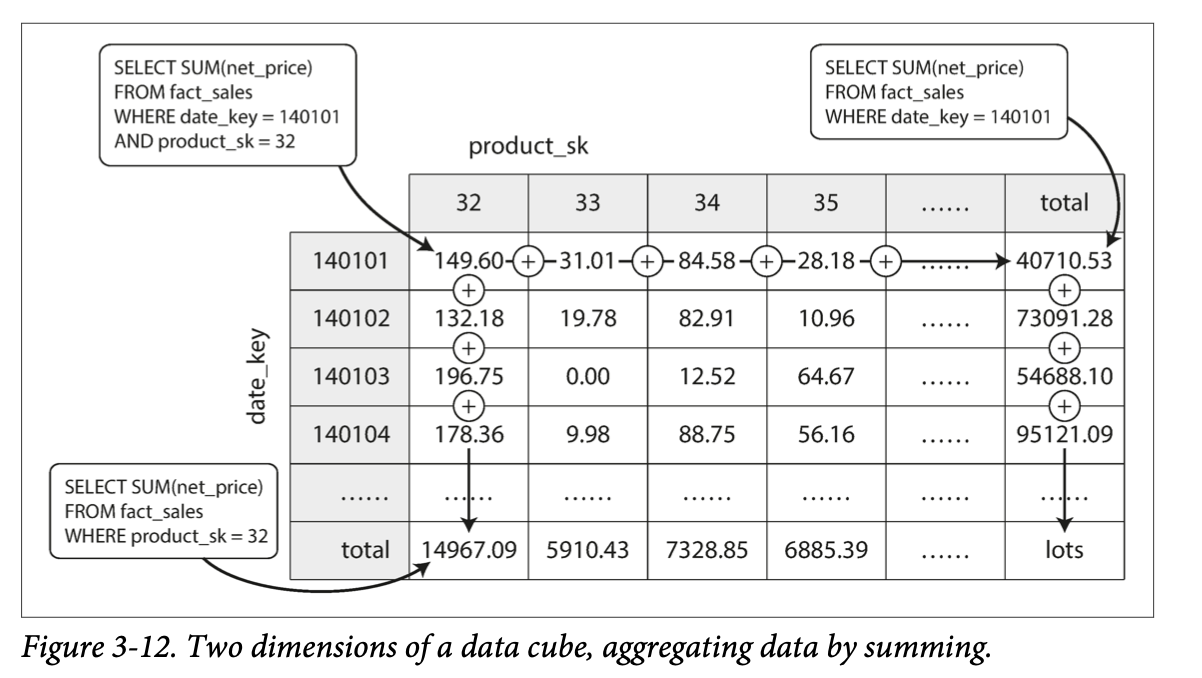 SELECT SUM(net_price)
FROM fact_sales
WHERE date_key = 140101
AND product_sk = 32
SELECT SUM(net_price)
FROM fact_sales
WHERE date_key = 140101
product_sk
32 33 34 35 ...... total
140101 149.60 + 31.01 + 84.58 + 28.18 + ...... 40710.53
+ +
140102 132.18 19.78 82.91 10.96 ...... 73091.28
+ +
140103 196.75 0.00 12.52 64.67 ...... 54688.10
+ +
140104 178.36 9.98 88.75 56.16 ...... 95121.09
...... ...... ...... ...... ...... ...... ......
total 14967.09 5910.43 7328.85 6885.39 ...... lots
date_key
SELECT SUM(net_price)
FROM fact_sales
WHERE product_sk = 32
Figure 3-12. Two dimensions of a data cube, aggregating data by summing.